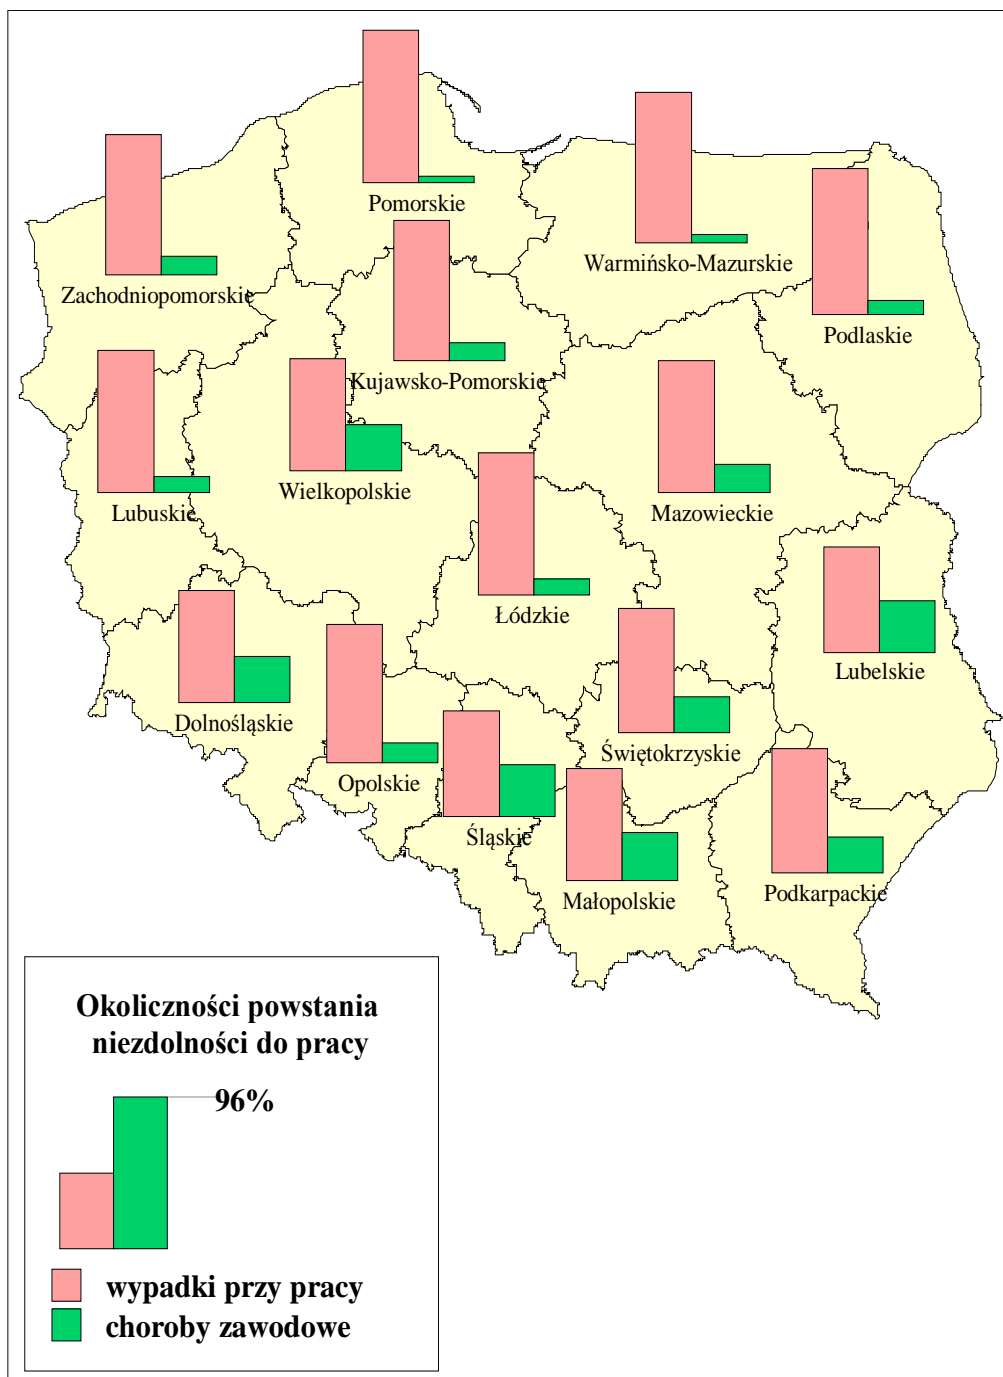 Pomorskie
Warmińsko-Mazurskie
Zachodniopomorskie
Podlaskie
Kujawsko-Pomorskie
Wielkopolskie
Lubuskie
Mazowieckie
Łódzkie
Lubelskie
Dolnośląskie
Świętokrzyskie
Opolskie
Śląskie
Małopolskie
Podkarpackie
Okoliczności powstania
niezdolności do pracy
96%
wypadki przy pracy
choroby zawodowe